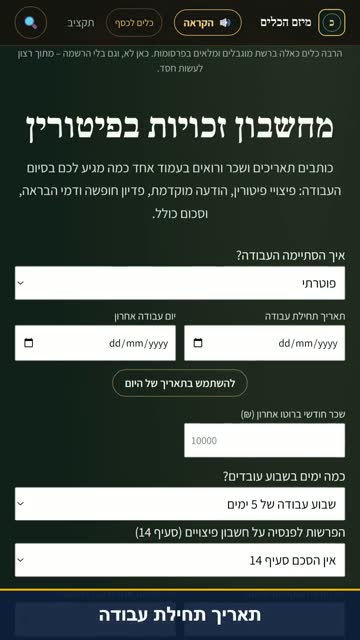 מיזם הכלים
הקראה
כלים לכסף
תקציב
הרבה כלים כאלה ברשת מוגבלים ומלאים בפרסומות. כאן לא, וגם בלי הרשמה – מתוך רצון
לעשות חסד.
מחשבון זכויות בפיטורין
כותבים תאריכים ושכר ורואים בעמוד אחד כמה מגיע לכם בסיום
העבודה: פיצויי פיטורין, הודעה מוקדמת, פדיון חופשה ודמי הבראה,
וסכום כולל.
איך הסתיימה העבודה?
פוטרתי
תאריך תחילת עבודה
יום עבודה אחרון
dd/mm/yyyy
dd/mm/yyyy
להשתמש בתאריך של היום
שכר חודשי ברוטו אחרון (₪)
10000
כמה ימים בשבוע עובדים?
שבוע עבודה של 5 ימים
הפרשות לפנסיה על חשבון פיצויים (סעיף 14)
אין הסכם סעיף 14
תאריך תחילת עבודה